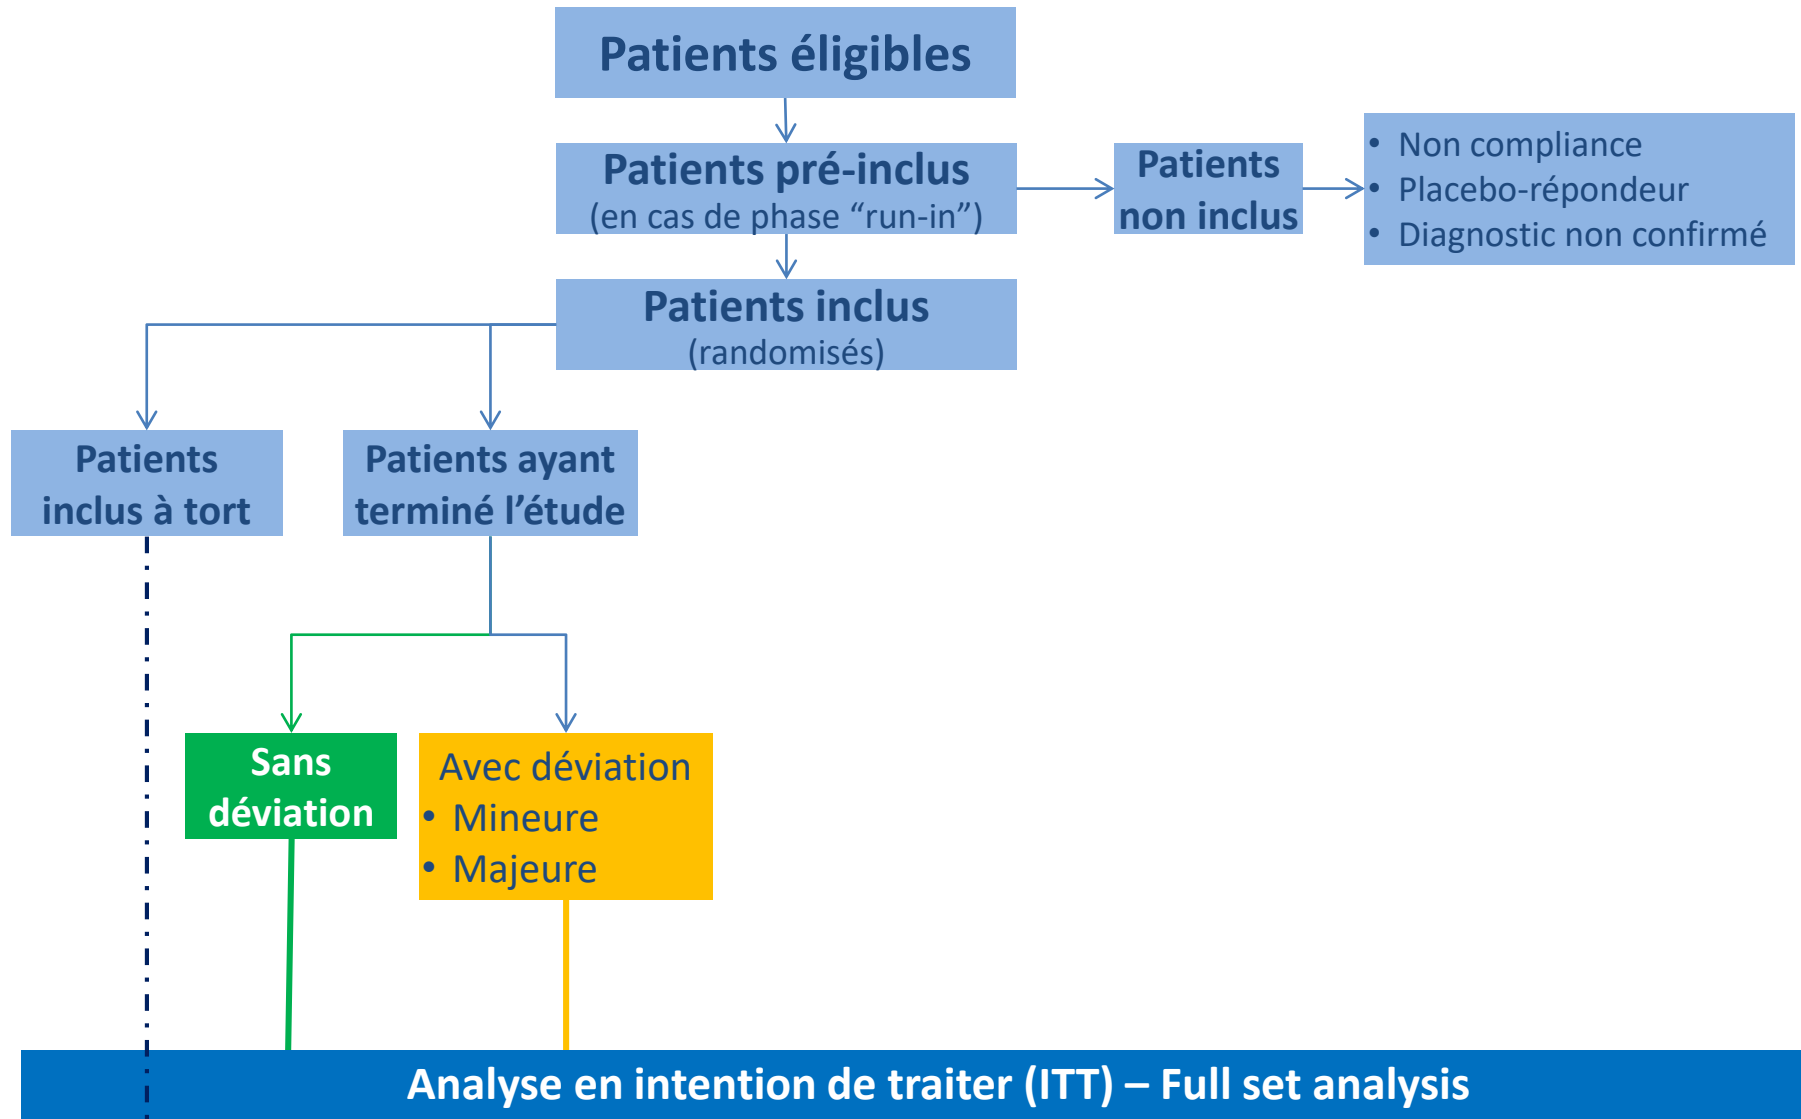 Patients éligibles
Patients pré-inclus
(en cas de phase “run-in”)
Patients
non inclus
• Non compliance
• Placebo-répondeur
• Diagnostic non confirmé
Patients inclus
(randomisés)
Patients
inclus à tort
Patients ayant
terminé l’étude
Sans
déviation
Avec déviation
• Mineure
• Majeure
Analyse en intention de traiter (ITT) – Full set analysis